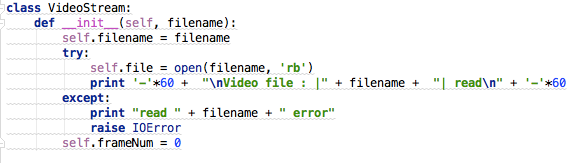 class VideoStream:
    def __init__(self, filename):
        self.filename = filename
        try:
            self.file = open(filename, 'rb')
            print '-'*60 +  "\nVideo file : |" + filename +  "| read\n" + '-'*60
        except:
            print "read " + filename + " error"
            raise IOError
        self.frameNum = 0